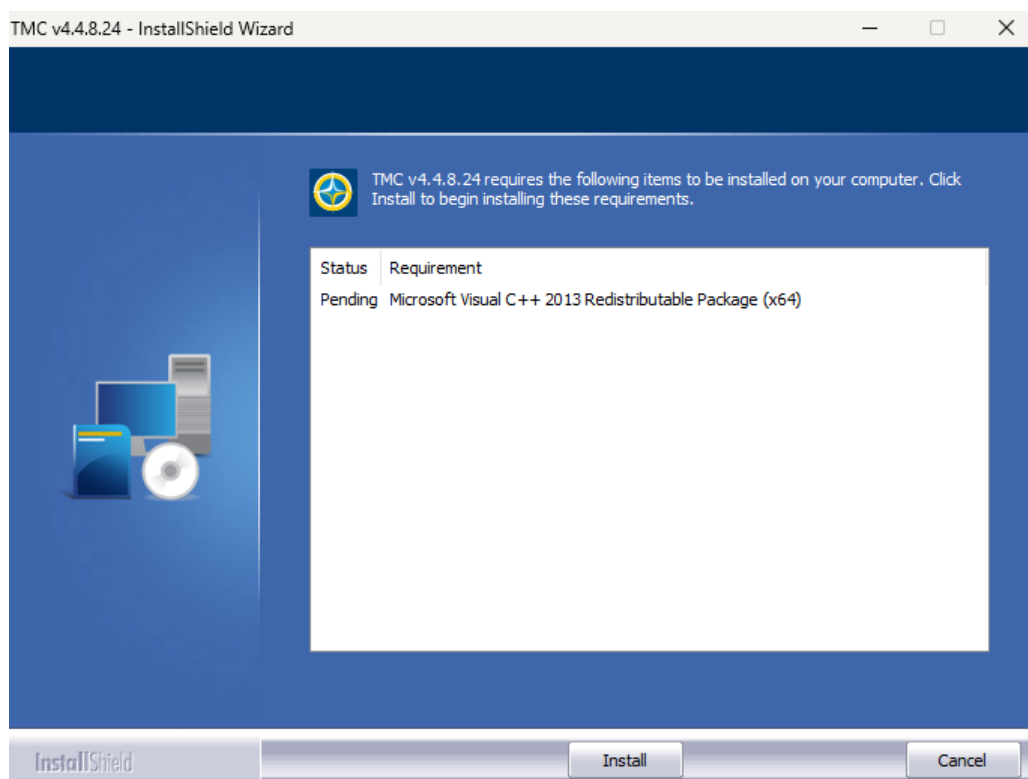 TMC v4.4.8.24 - InstallShield Wizard
TMC v4.4.8.24 requires the following items to be installed on your computer. Click
Install to begin installing these requirements.
Status Requirement
Pending Microsoft Visual C++ 2013 Redistributable Package (x64)
InstallShield
Install
Cancel